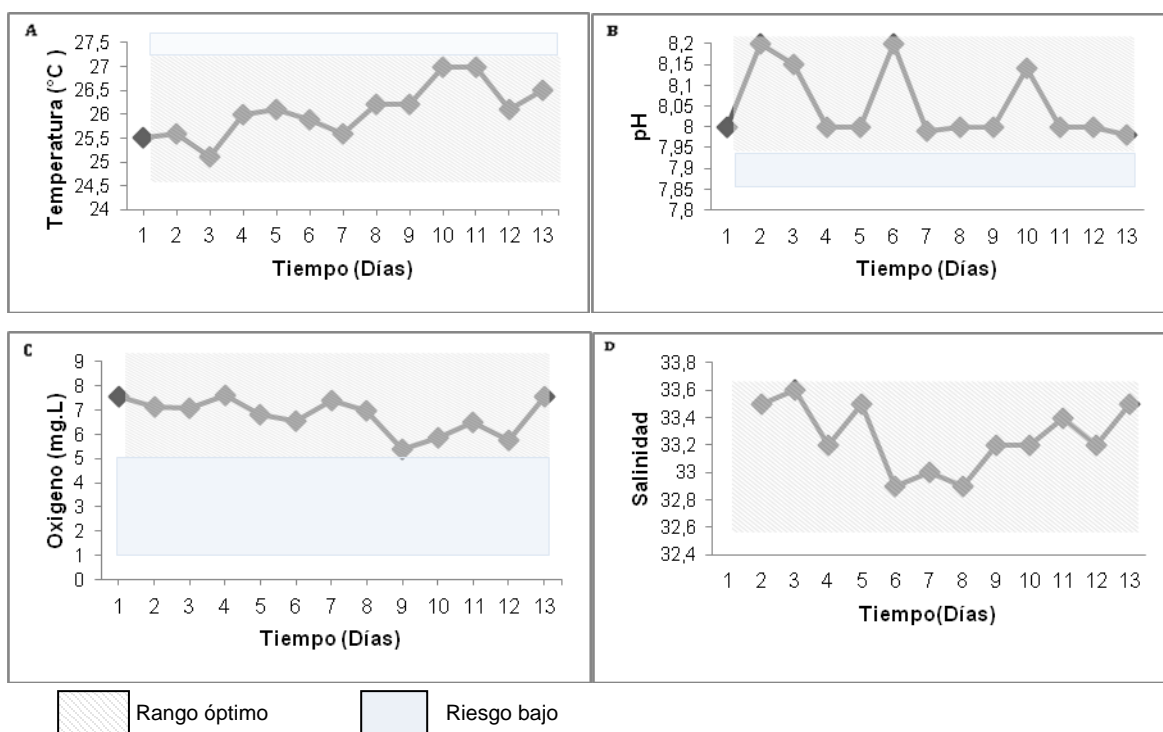 A
Temperatura (°C )
27,5
27
26,5
26
25,5
25
24,5
24
1 2 3 4 5 6 7 8 9 10 11 12 13
Tiempo (Días)
B
pH
8,2
8,15
8,1
8,05
8
7,95
7,9
7,85
7,8
1 2 3 4 5 6 7 8 9 10 11 12 13
Tiempo (Días)
C
Oxigeno (mg.L)
9
8
7
6
5
4
3
2
1
0
1 2 3 4 5 6 7 8 9 10 11 12 13
Tiempo (Días)
D
Salinidad
33,8
33,6
33,4
33,2
33
32,8
32,6
32,4
1 2 3 4 5 6 7 8 9 10 11 12 13
Tiempo(Días)
Rango óptimo
Riesgo bajo